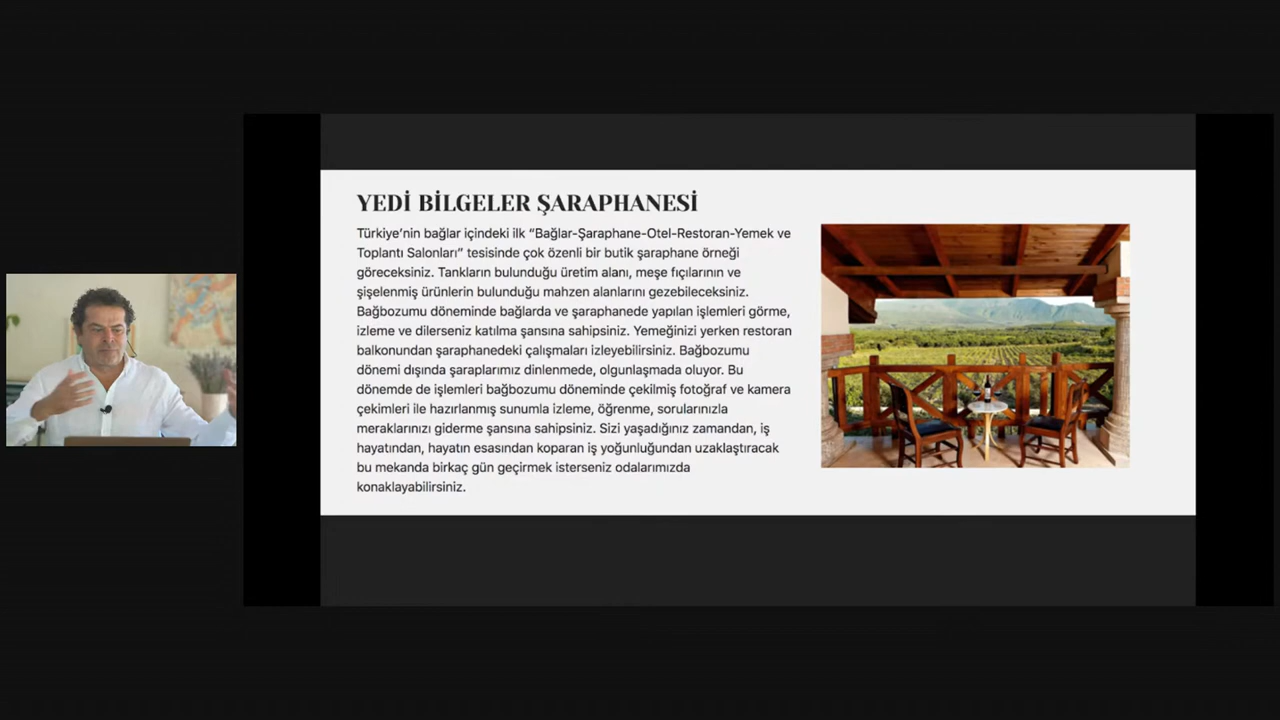 YEDİ BİLGELER ŞARAPHANESİ
Türkiye’nin bağlar içindeki ilk “Bağlar-Şaraphane-Otel-Restoran-Yemek ve
Toplantı Salonları” tesisinde çok özenli bir butik şaraphane örneği
göreceksiniz. Tankların bulunduğu üretim alanı, meşe fıçılarının ve
şişelenmiş ürünlerin bulunduğu mahzen alanlarını gezebileceksiniz.
Bağbozumu döneminde bağlarda ve şaraphanede yapılan işlemleri görme,
izleme ve dilerseniz katılma şansına sahipsiniz. Yemeğinizi yerken restoran
balkonundan şaraphanedeki çalışmaları izleyebilirsiniz. Bağbozumu
dönemi dışında şaraplarımız dinlenmede, olgunlaşmada oluyor. Bu
dönemde de işlemleri bağbozumu döneminde çekilmiş fotoğraf ve kamera
çekimleri ile hazırlanmış sunumla izleme, öğrenme, sorularınızla
meraklarınızı giderme şansına sahipsiniz. Sizi yaşadığınız zamandan, iş
hayatından, hayatın esasından koparan iş yoğunluğundan uzaklaştıracak
bu mekanda birkaç gün geçirmek isterseniz odalarımızda
konaklayabilirsiniz.